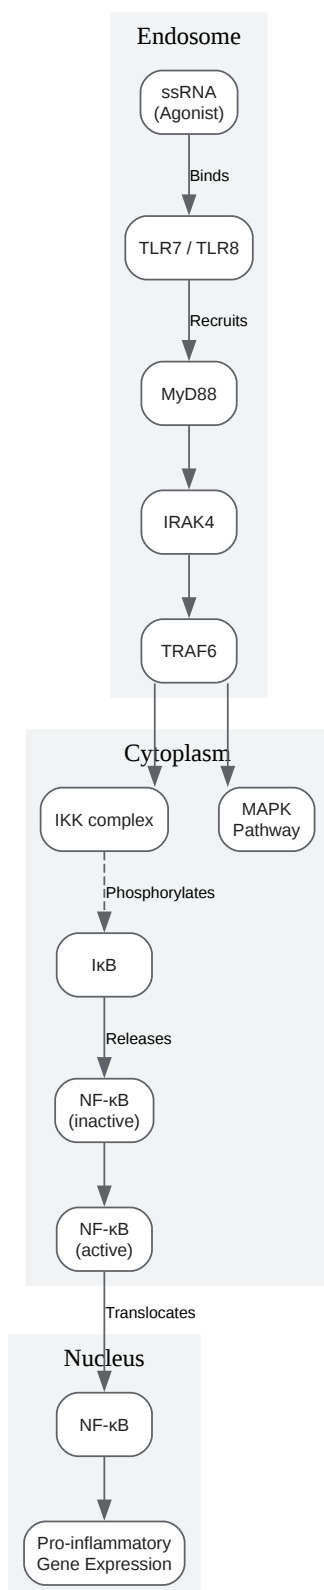 Endosome
ssRNA
(Agonist)
Binds
TLR7 / TLR8
Recruits
MyD88
IRAK4
TRAF6
Cytoplasm
IKK complex
MAPK
Pathway
Phosphorylates
IκB
Releases
NF-κB
(inactive)
NF-κB
(active)
Translocates
Nucleus
NF-κB
Pro-inflammatory
Gene Expression